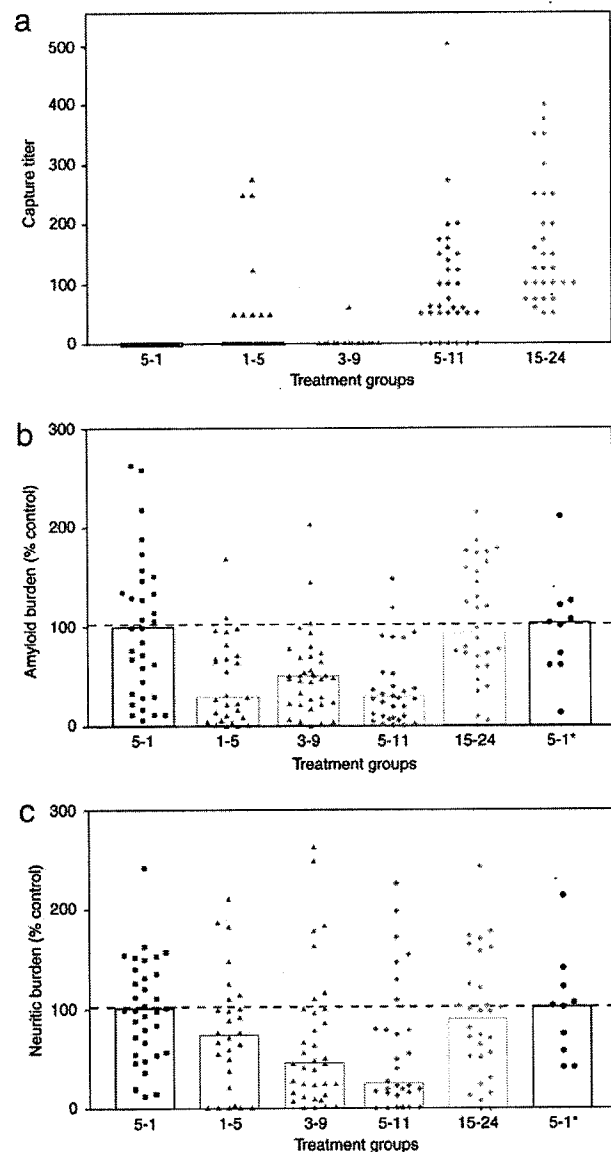 a
500
400
300
200
100
0
Capture titer
5-1 1-5 3-9 5-11 15-24
Treatment groups
b
300
200
100
0
Amyloid burden (% control)
5-1 1-5 3-9 5-11 15-24 5-1*
Treatment groups
c
300
200
100
0
Neuritic burden (% control)
5-1 1-5 3-9 5-11 15-24 5-1*
Treatment groups